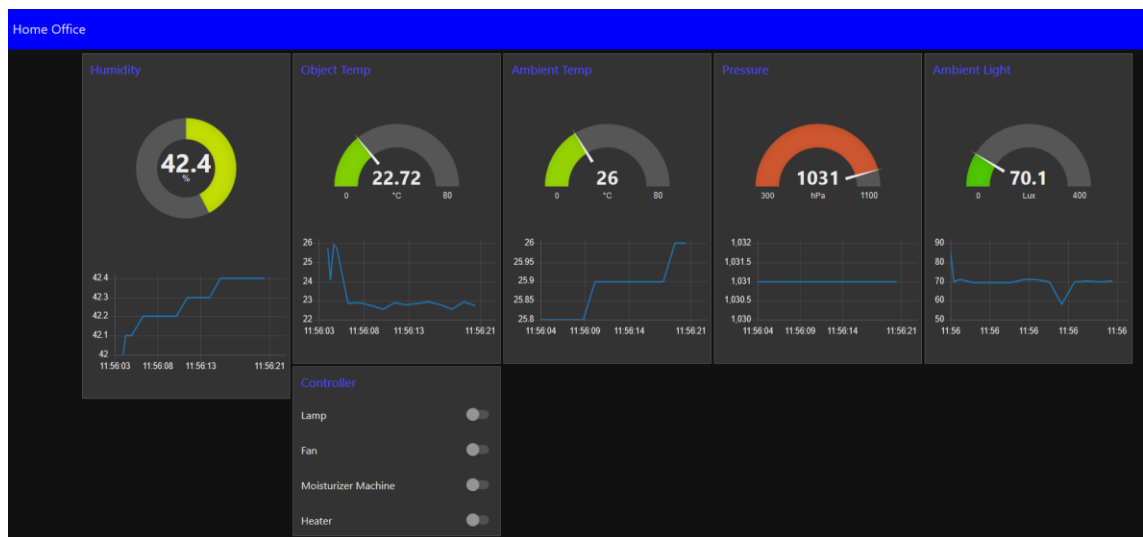 Home Office
Humidity
42.4
%
42.4
42.3
42.2
42.1
42
11:56:03 11:56:08 11:56:13 11:56:21
Object Temp
22.72
0 °C 80
26
25
24
23
22
11:56:03 11:56:08 11:56:13 11:56:21
Ambient Temp
26
0 °C 80
26
25.95
25.9
25.85
25.8
11:56:04 11:56:09 11:56:14 11:56:21
Pressure
1031
300 hPa 1100
1,032
1,031.5
1,031
1,030.5
1,030
11:56:04 11:56:09 11:56:14 11:56:21
Ambient Light
70.1
0 Lux 400
90
80
70
60
50
11:56 11:56 11:56 11:56 11:56
Controller
Lamp
Fan
Moisturizer Machine
Heater